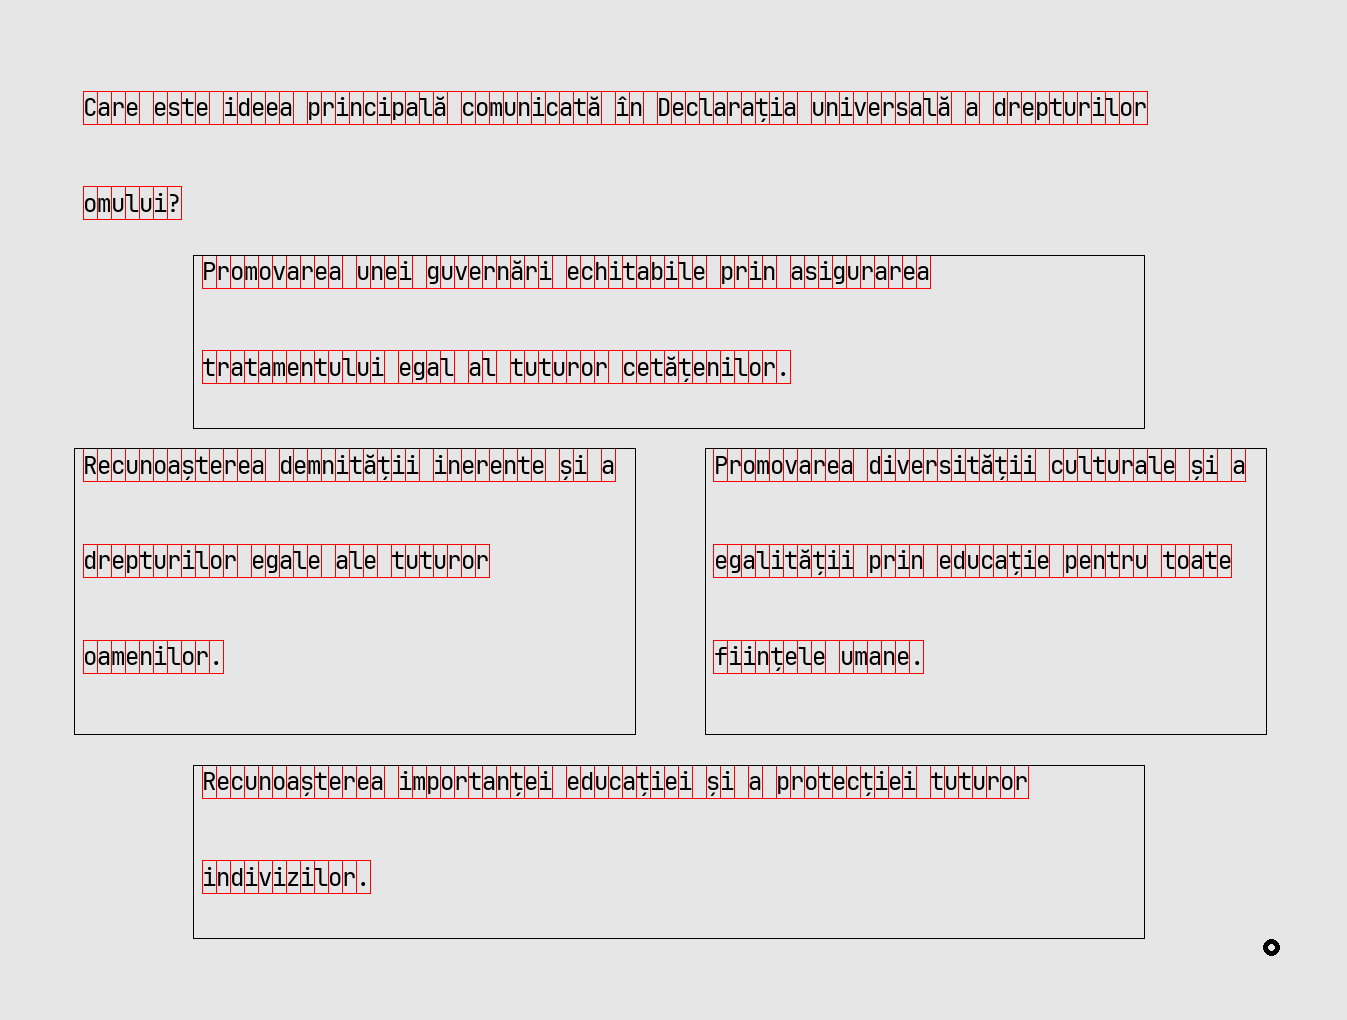 Care este ideea principală comunicată în Declarația universală a drepturilor
omului?
Promovarea unei guvernări echitabile prin asigurarea
tratamentului egal al tuturor cetățenilor.
Recunoașterea demnității inerente și a
drepturilor egale ale tuturor
oamenilor.
Promovarea diversității culturale și a
egalității prin educație pentru toate
ființele umane.
Recunoașterea importanței educației și a protecției tuturor
indivizilor.